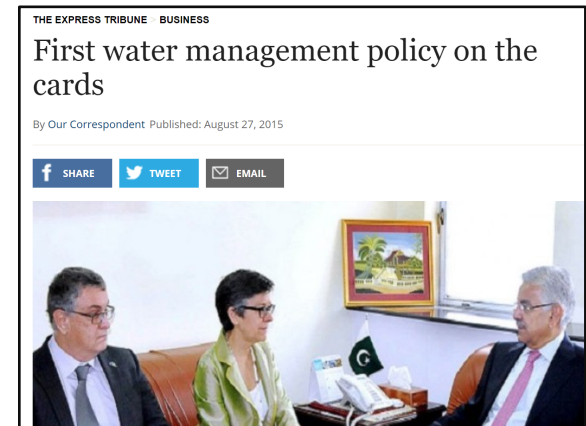 THE EXPRESS TRIBUNE BUSINESS
First water management policy on the
cards
By Our Correspondent Published: August 27, 2015
f SHARE TWEET EMAIL